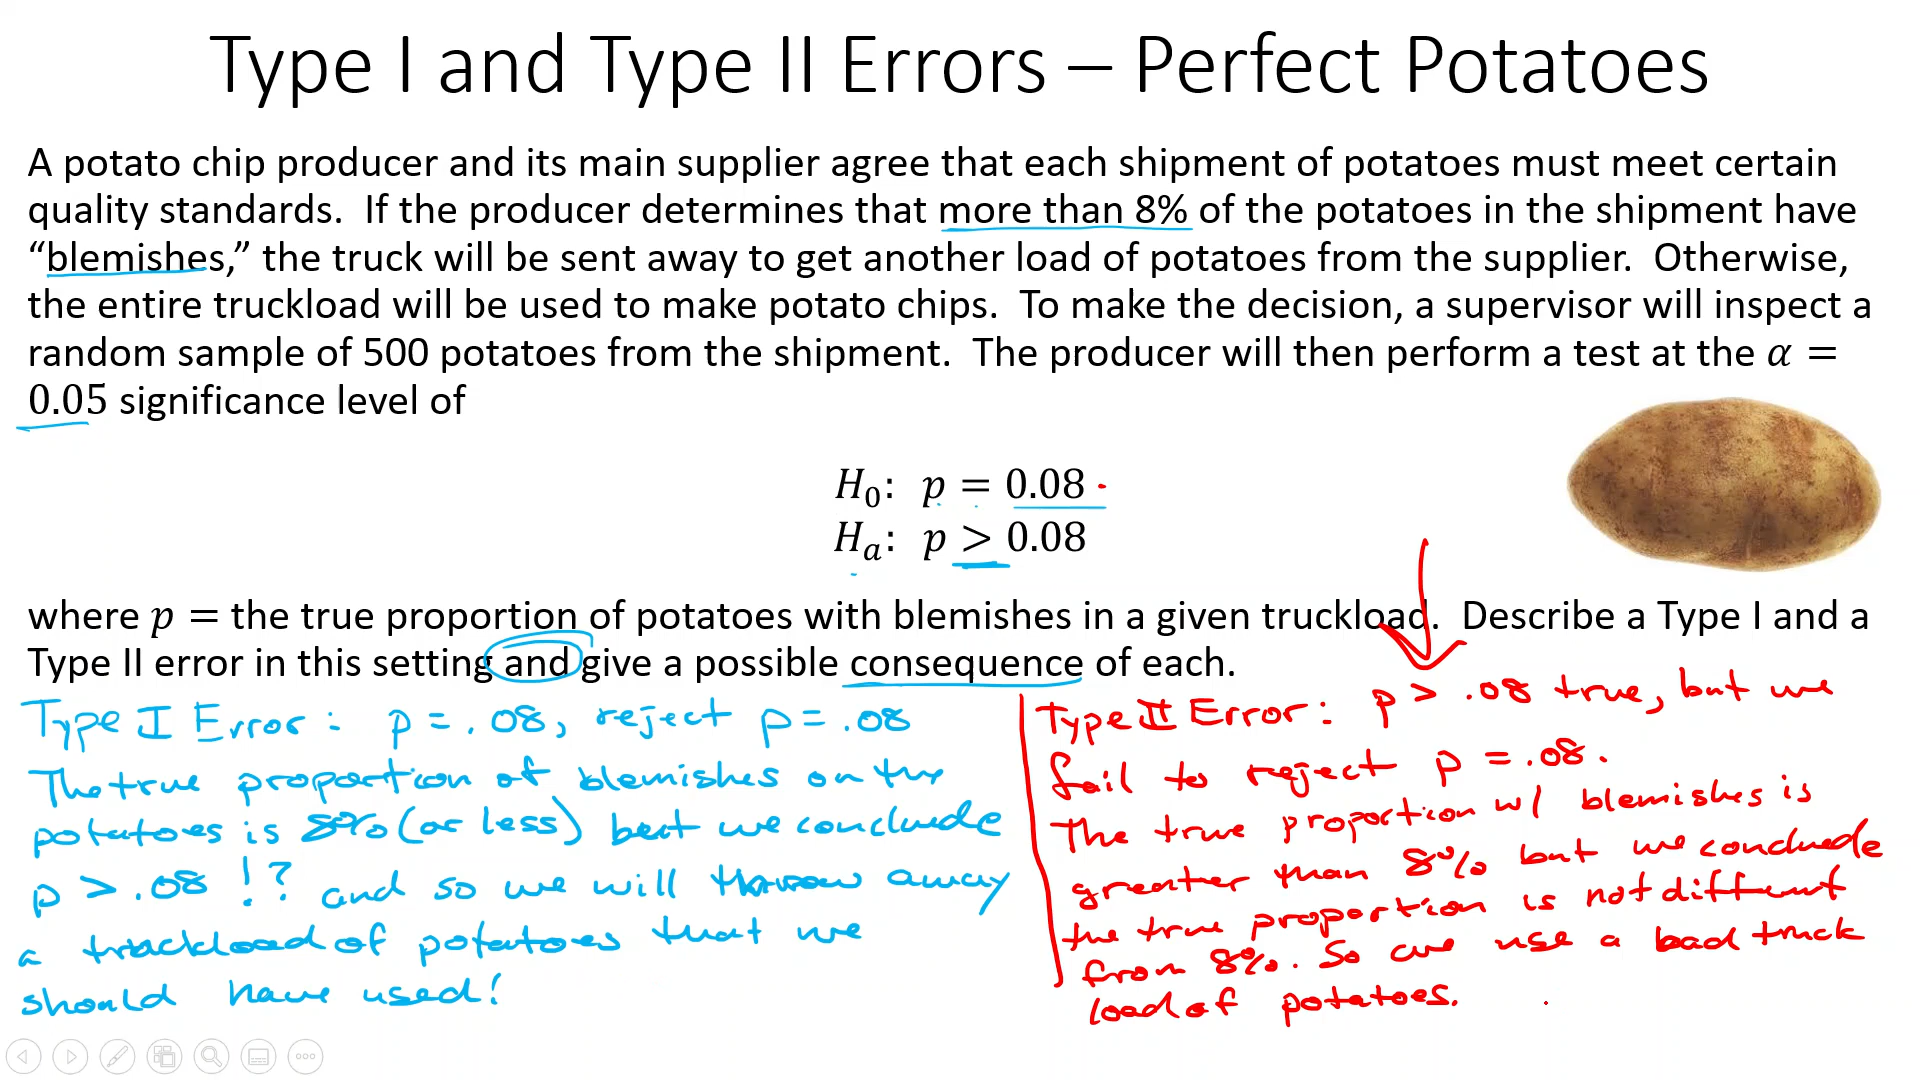 Type I and Type II Errors – Perfect Potatoes
A potato chip producer and its main supplier agree that each shipment of potatoes must meet certain
quality standards.  If the producer determines that more than 8% of the potatoes in the shipment have
“blemishes,” the truck will be sent away to get another load of potatoes from the supplier.  Otherwise,
the entire truckload will be used to make potato chips.  To make the decision, a supervisor will inspect a
random sample of 500 potatoes from the shipment.  The producer will then perform a test at the α =
0.05 significance level of
H₀:  p = 0.08
Hₐ:  p > 0.08
where p = the true proportion of potatoes with blemishes in a given truckload.  Describe a Type I and a
Type II error in this setting and give a possible consequence of each.
Type I Error: p = .08, reject p = .08
The true proportion of blemishes on the
potatoes is 8% (or less) but we conclude
p > .08 !? and so we will throw away
a truckload of potatoes that we
should have used!
Type II Error: p > .08 true, but we
fail to reject p = .08.
The true proportion w/ blemishes is
greater than 8% but we conclude
the true proportion is not different
from 8%. So we use a bad truck
load of potatoes.